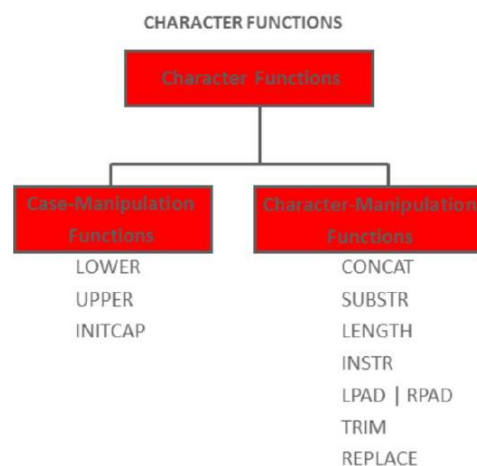 CHARACTER FUNCTIONS
Character Functions
Case-Manipulation
Functions
LOWER
UPPER
INITCAP
Character-Manipulation
Functions
CONCAT
SUBSTR
LENGTH
INSTR
LPAD | RPAD
TRIM
REPLACE